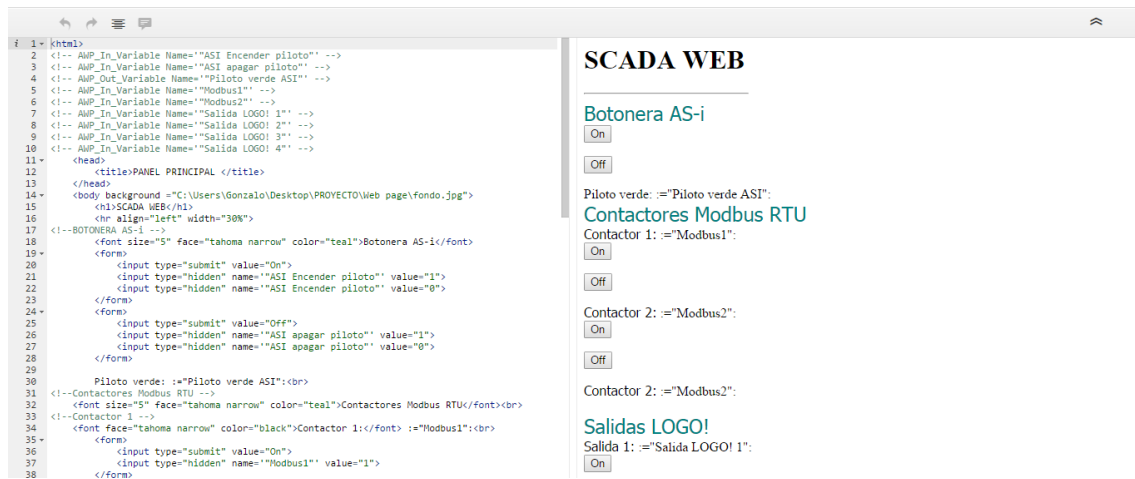 i 1 <html>
2 <!-- AWP_In_Variable Name='"ASI Encender piloto"' -->
3 <!-- AWP_In_Variable Name='"ASI apagar piloto"' -->
4 <!-- AWP_Out_Variable Name='"Piloto verde ASI"' -->
5 <!-- AWP_In_Variable Name='"Modbus1"' -->
6 <!-- AWP_In_Variable Name='"Modbus2"' -->
7 <!-- AWP_In_Variable Name='"Salida LOGO! 1"' -->
8 <!-- AWP_In_Variable Name='"Salida LOGO! 2"' -->
9 <!-- AWP_In_Variable Name='"Salida LOGO! 3"' -->
10 <!-- AWP_In_Variable Name='"Salida LOGO! 4"' -->
11 <head>
12 <title>PANEL PRINCIPAL </title>
13 </head>
14 <body background ="C:\Users\Gonzalo\Desktop\PROYECTO\Web page\fondo.jpg">
15 <h1>SCADA WEB</h1>
16 <hr align="left" width="30%">
17 <!--BOTONERA AS-i -->
18 <font size="5" face="tahoma narrow" color="teal">Botonera AS-i</font>
19 <form>
20 <input type="submit" value="On">
21 <input type="hidden" name='"ASI Encender piloto"' value="1">
22 <input type="hidden" name='"ASI Encender piloto"' value="0">
23 </form>
24 <form>
25 <input type="submit" value="Off">
26 <input type="hidden" name='"ASI apagar piloto"' value="1">
27 <input type="hidden" name='"ASI apagar piloto"' value="0">
28 </form>
29
30 Piloto verde: :="Piloto verde ASI":<br>
31 <!--Contactores Modbus RTU -->
32 <font size="5" face="tahoma narrow" color="teal">Contactores Modbus RTU</font><br>
33 <!--Contactor 1 -->
34 <font face="tahoma narrow" color="black">Contactor 1:</font> :="Modbus1":<br>
35 <form>
36 <input type="submit" value="On">
37 <input type="hidden" name='"Modbus1"' value="1">
38 </form>
SCADA WEB
Botonera AS-i
On
Off
Piloto verde: :="Piloto verde ASI":
Contactores Modbus RTU
Contactor 1: :="Modbus1":
On
Off
Contactor 2: :="Modbus2":
On
Off
Contactor 2: :="Modbus2":
Salidas LOGO!
Salida 1: :="Salida LOGO! 1":
On